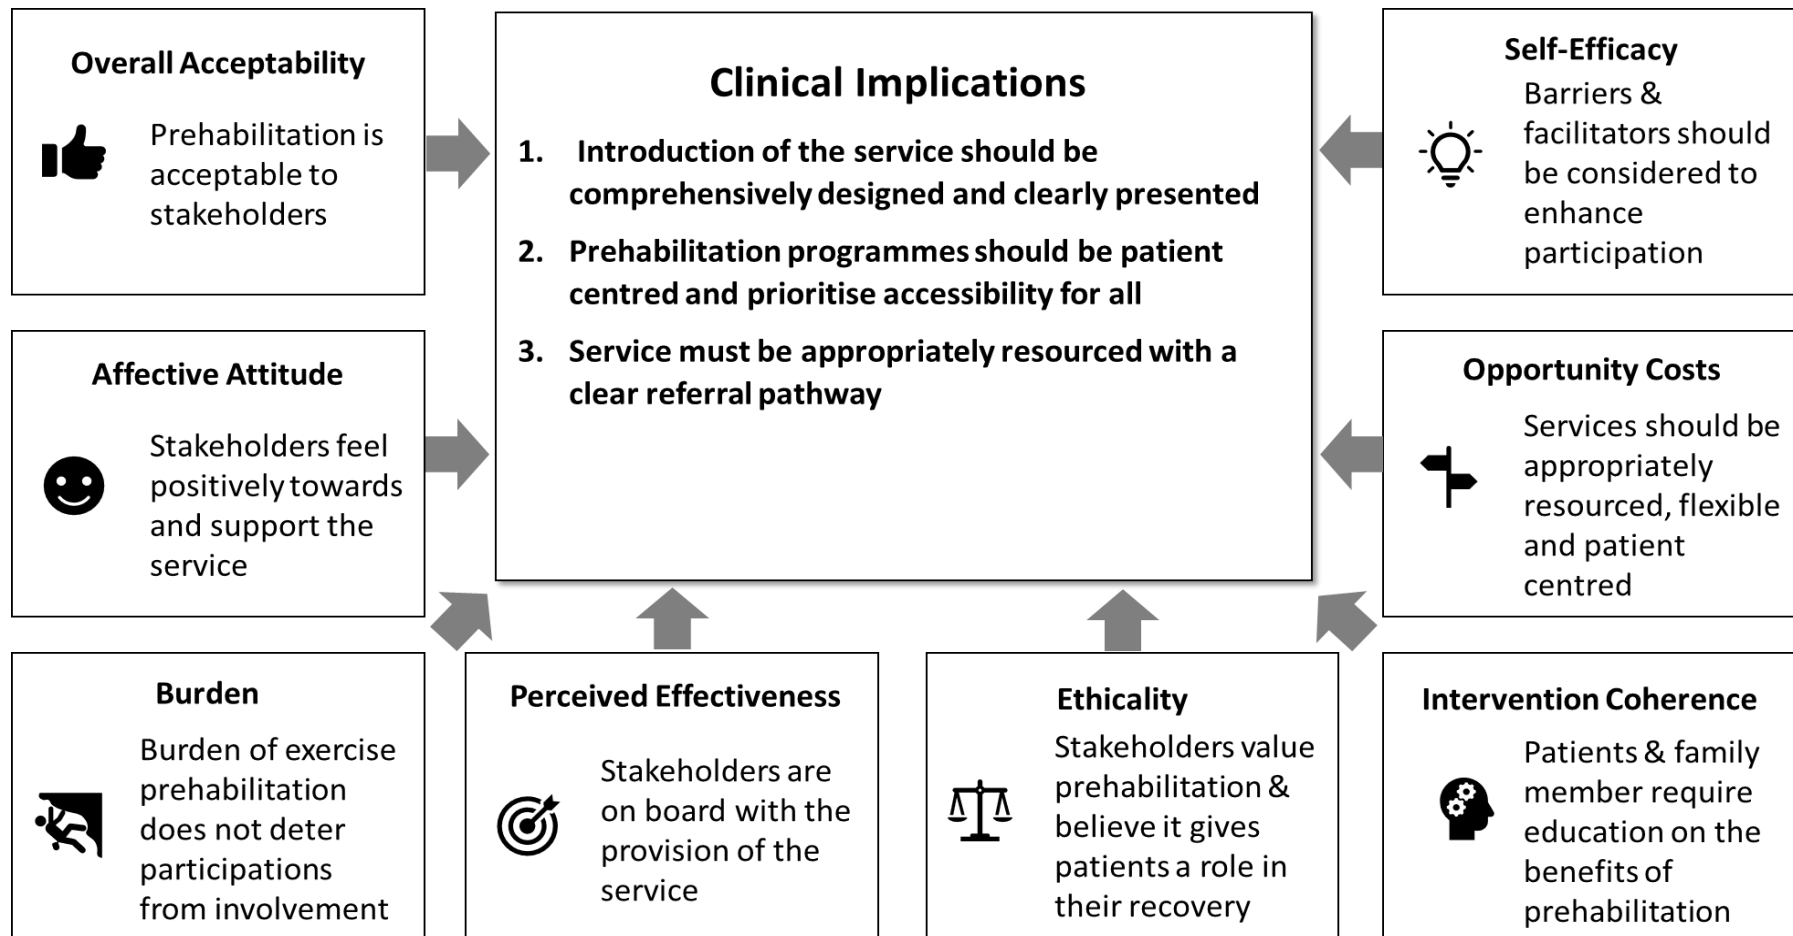 Overall Acceptability
Prehabilitation is
acceptable to
stakeholders
Clinical Implications
1. Introduction of the service should be
comprehensively designed and clearly presented
2. Prehabilitation programmes should be patient
centred and prioritise accessibility for all
3. Service must be appropriately resourced with a
clear referral pathway
Self-Efficacy
Barriers &
facilitators should
be considered to
enhance
participation
Affective Attitude
Stakeholders feel
positively towards
and support the
service
Opportunity Costs
Services should be
appropriately
resourced, flexible
and patient
centred
Burden
Burden of exercise
prehabilitation
does not deter
participations
from involvement
Perceived Effectiveness
Stakeholders are
on board with the
provision of the
service
Ethicality
Stakeholders value
prehabilitation &
believe it gives
patients a role in
their recovery
Intervention Coherence
Patients & family
member require
education on the
benefits of
prehabilitation